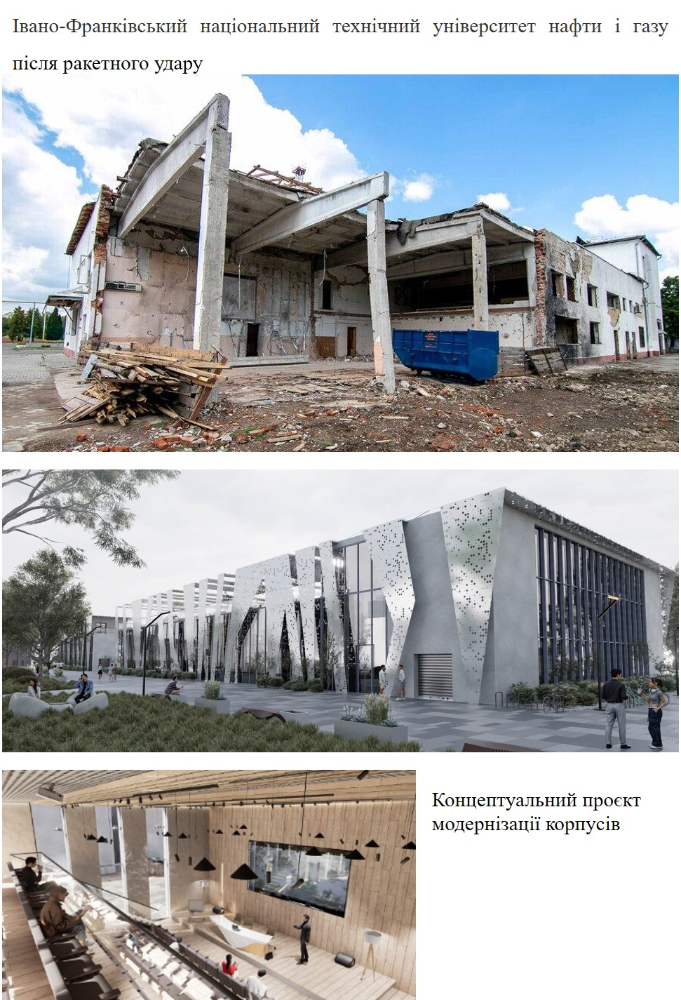 Івано-Франківський національний технічний університет нафти і газу
після ракетного удару
Концептуальний проєкт
модернізації корпусів